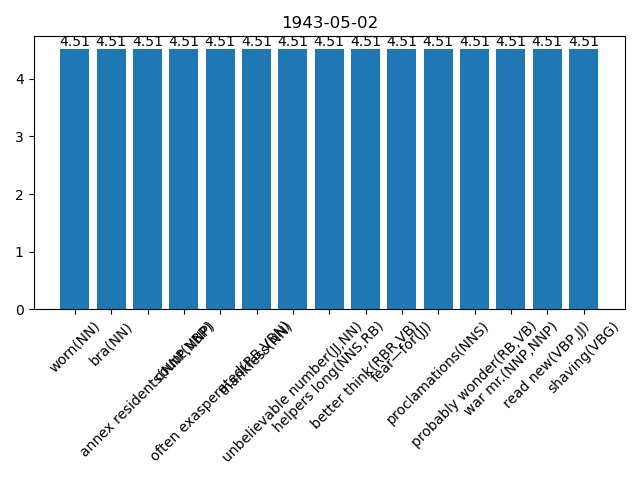 1943-05-02
4.51 4.51 4.51 4.51 4.51 4.51 4.51 4.51 4.51 4.51 4.51 4.51 4.51 4.51 4.51
4
3
2
1
0
worn(NN)
bra(NN)
annex residents(NNP,NNP)
often exasperated(RB,VBN)
thankless(NN)
unbelievable number(JJ,NN)
helpers long(NNS,RB)
better think(RBR,VB)
fear—for(JJ)
proclamations(NNS)
probably wonder(RB,VB)
war mr.(NNP,NNP)
read new(VBP,JJ)
shaving(VBG)